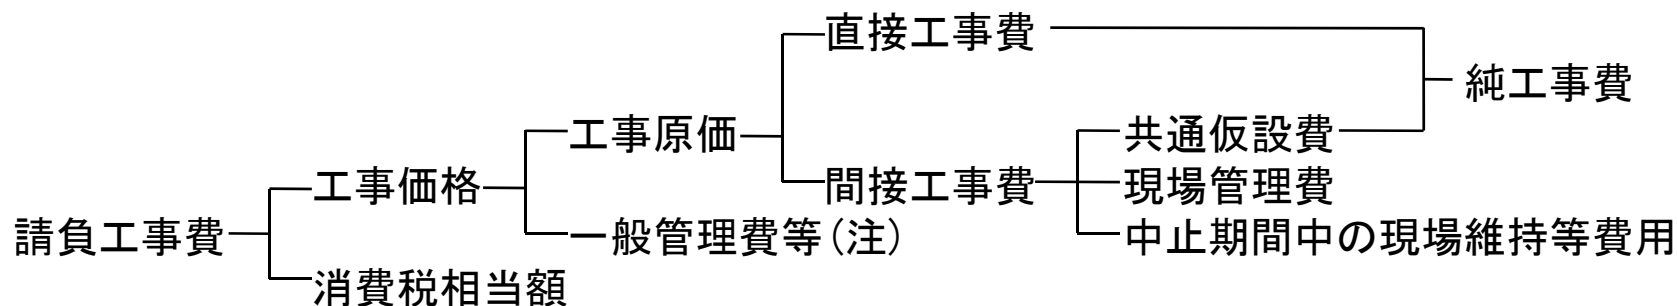 直接工事費
純工事費
工事原価
共通仮設費
工事価格
間接工事費
現場管理費
請負工事費
一般管理費等(注)
中止期間中の現場維持等費用
消費税相当額